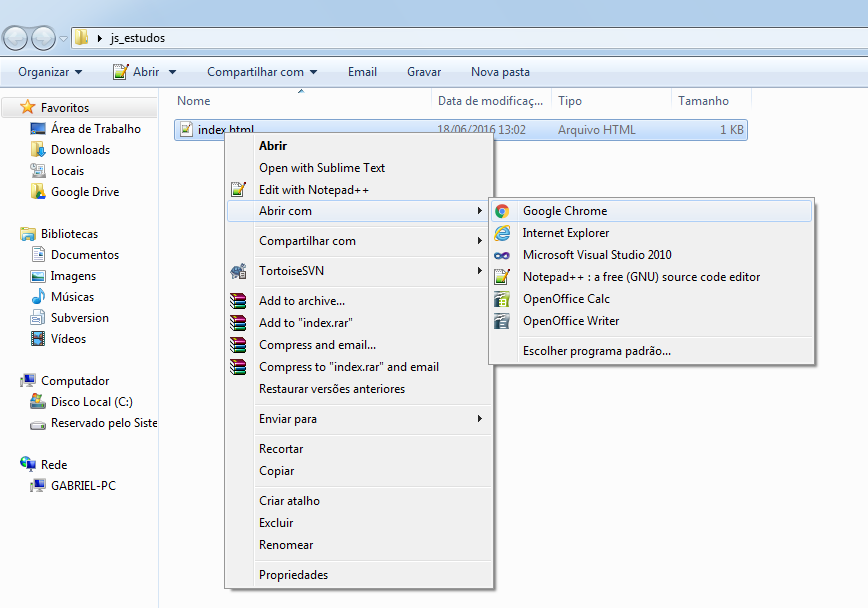 js_estudos
Organizar Abrir Compartilhar com Email Gravar Nova pasta
Nome Data de modificaç... Tipo Tamanho
index.html 18/06/2016 13:02 Arquivo HTML 1 KB
Favoritos
Área de Trabalho
Downloads
Locais
Google Drive
Bibliotecas
Documentos
Imagens
Músicas
Subversion
Vídeos
Computador
Disco Local (C:)
Reservado pelo Siste
Rede
GABRIEL-PC
Abrir
Open with Sublime Text
Edit with Notepad++
Abrir com
Compartilhar com
TortoiseSVN
Add to archive...
Add to "index.rar"
Compress and email...
Compress to "index.rar" and email
Restaurar versões anteriores
Enviar para
Recortar
Copiar
Criar atalho
Excluir
Renomear
Propriedades
Google Chrome
Internet Explorer
Microsoft Visual Studio 2010
Notepad++ : a free (GNU) source code editor
OpenOffice Calc
OpenOffice Writer
Escolher programa padrão...